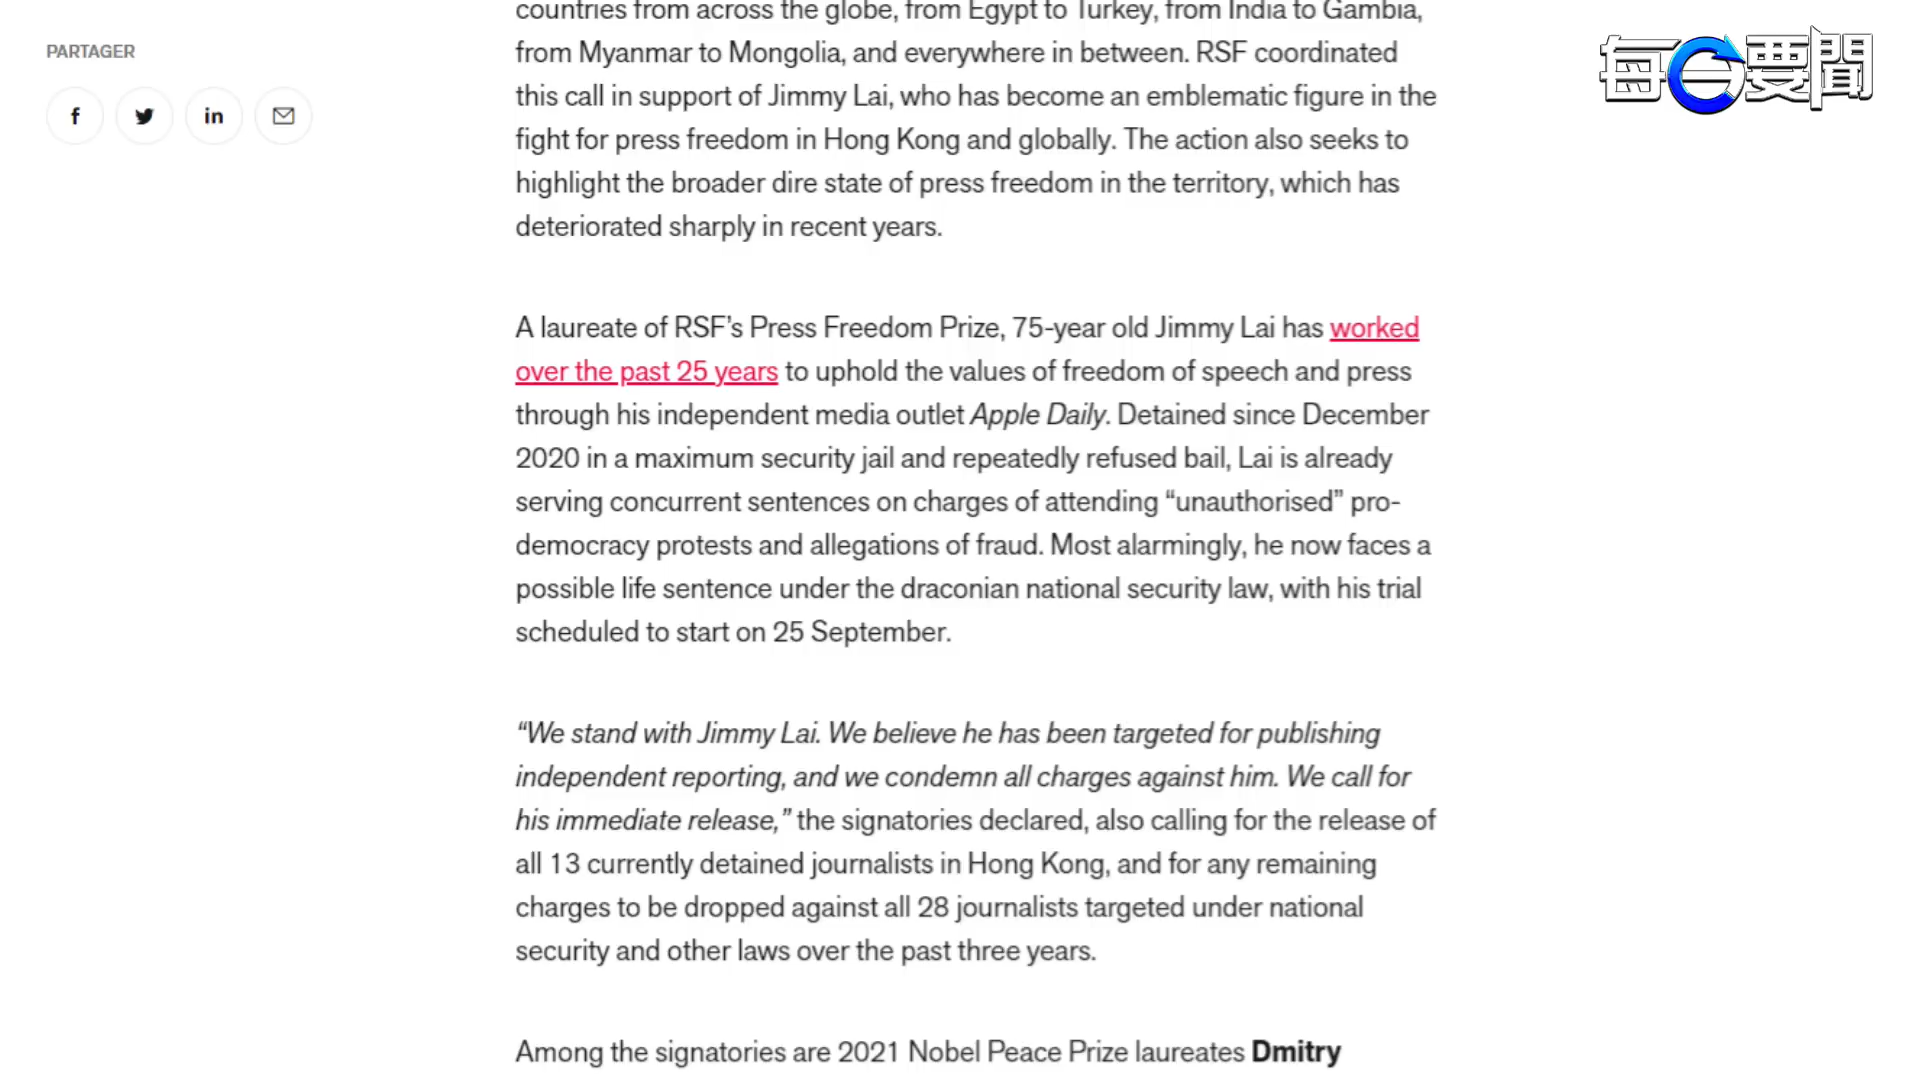 countries from across the globe, from Egypt to Turkey, from India to Gambia,
PARTAGER
from Myanmar to Mongolia, and everywhere in between. RSF coordinated
this call in support of Jimmy Lai, who has become an emblematic figure in the
fight for press freedom in Hong Kong and globally. The action also seeks to
highlight the broader dire state of press freedom in the territory, which has
deteriorated sharply in recent years.
每日要聞
A laureate of RSF's Press Freedom Prize, 75-year old Jimmy Lai has worked
over the past 25 years to uphold the values of freedom of speech and press
through his independent media outlet Apple Daily. Detained since December
2020 in a maximum security jail and repeatedly refused bail, Lai is already
serving concurrent sentences on charges of attending “unauthorised” pro-
democracy protests and allegations of fraud. Most alarmingly, he now faces a
possible life sentence under the draconian national security law, with his trial
scheduled to start on 25 September.
“We stand with Jimmy Lai. We believe he has been targeted for publishing
independent reporting, and we condemn all charges against him. We call for
his immediate release,” the signatories declared, also calling for the release of
all 13 currently detained journalists in Hong Kong, and for any remaining
charges to be dropped against all 28 journalists targeted under national
security and other laws over the past three years.
Among the signatories are 2021 Nobel Peace Prize laureates Dmitry